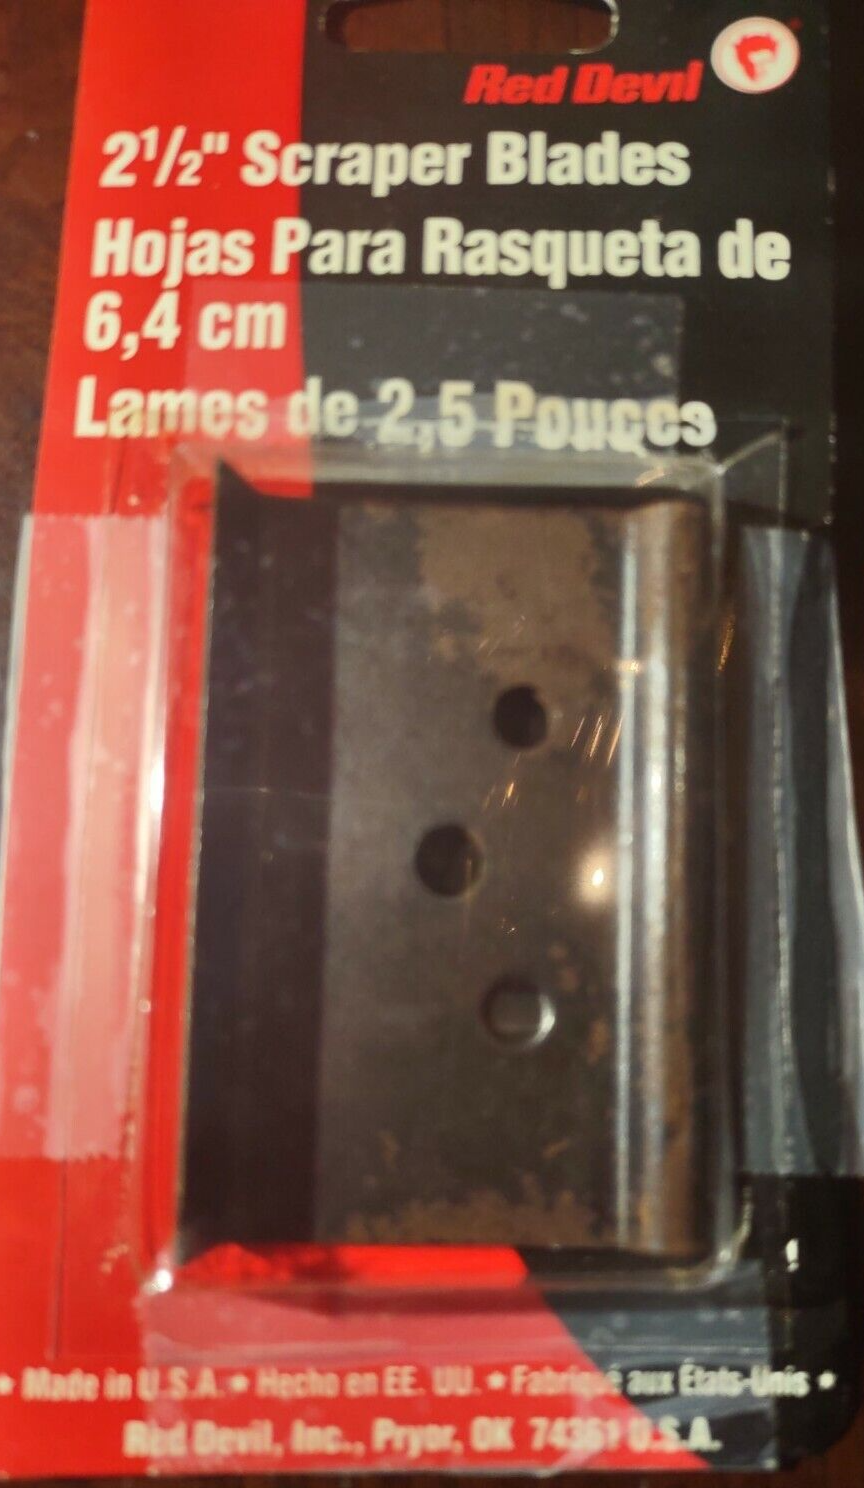 Red Devil
2½" Scraper Blades
Hojas Para Rasqueta de
6,4 cm
Lames de 2,5 Pouces
• Made in U.S.A. • Hecho en EE. UU. • Fabriqué aux États-Unis •
Red Devil, Inc., Pryor, OK 74361 U.S.A.